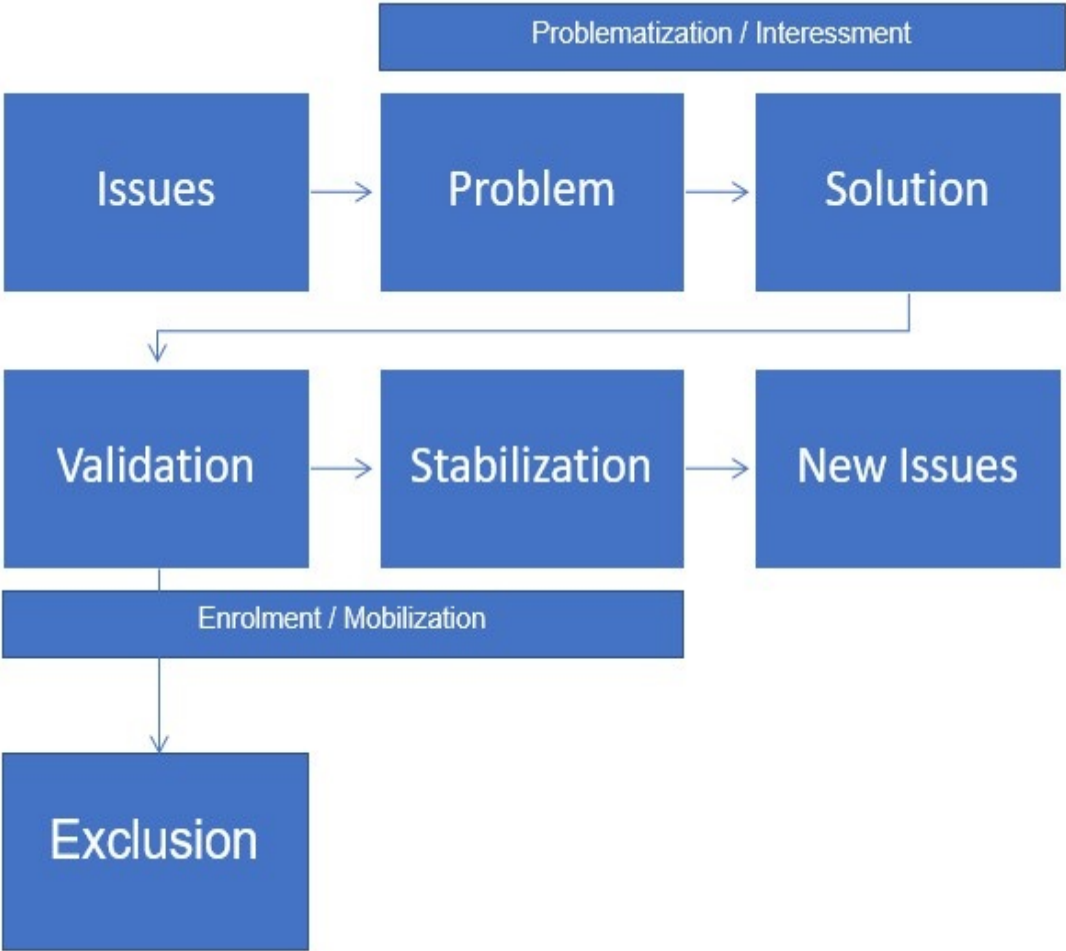 Problematization / Interessment
Issues
Problem
Solution
Validation
Stabilization
New Issues
Enrolment / Mobilization
Exclusion